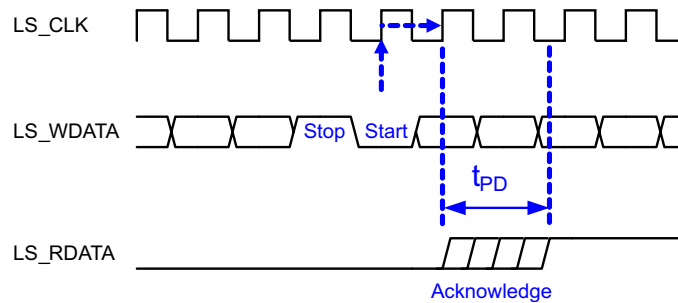 LS_CLK
LS_WDATA
Stop Start
tPD
LS_RDATA
Acknowledge